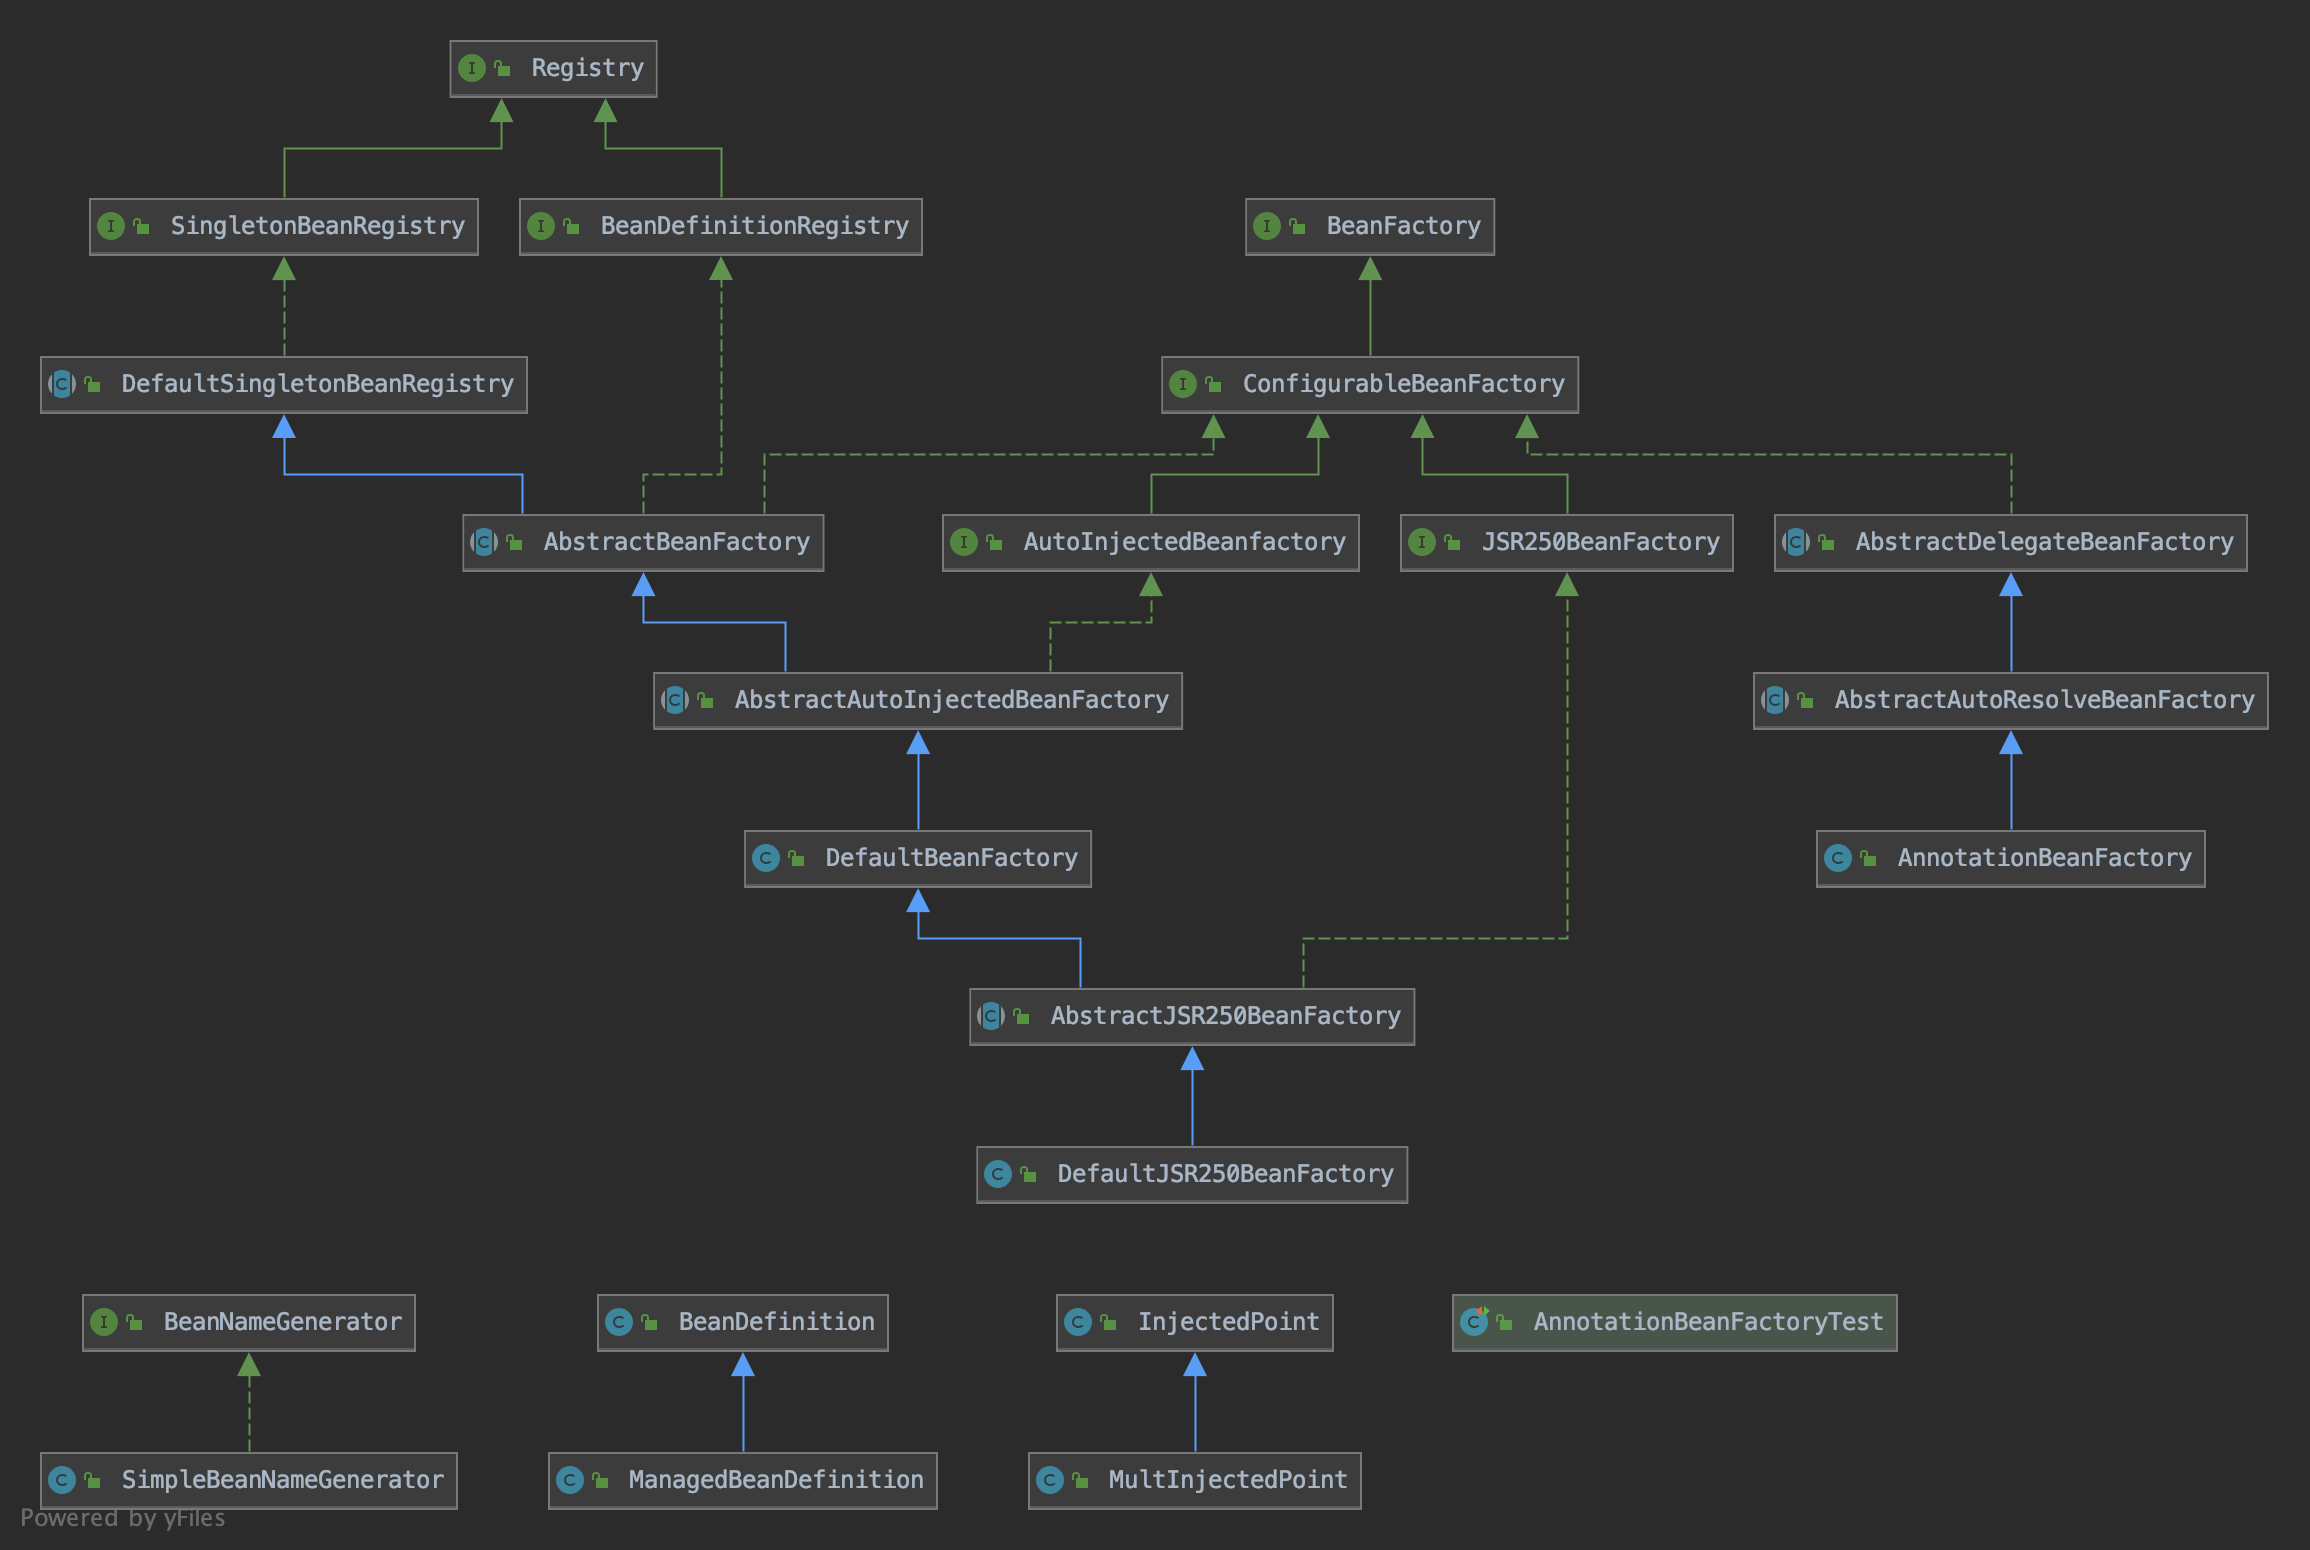 Registry
SingletonBeanRegistry
BeanDefinitionRegistry
BeanFactory
DefaultSingletonBeanRegistry
ConfigurableBeanFactory
AbstractBeanFactory
AutoInjectedBeanfactory
JSR250BeanFactory
AbstractDelegateBeanFactory
AbstractAutoInjectedBeanFactory
AbstractAutoResolveBeanFactory
DefaultBeanFactory
AnnotationBeanFactory
AbstractJSR250BeanFactory
DefaultJSR250BeanFactory
BeanNameGenerator
BeanDefinition
InjectedPoint
AnnotationBeanFactoryTest
SimpleBeanNameGenerator
ManagedBeanDefinition
MultInjectedPoint
Powered by yFiles